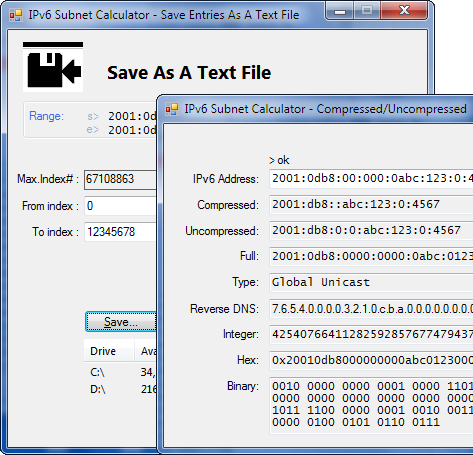 IPv6 Subnet Calculator - Save Entries As A Text File
Save As A Text File
Range: s> 2001:0d
e> 2001:0d
Max.Index# : 67108863
From index : 0
To index : 12345678
Save...
Drive Ava
C:\ 34,
D:\ 216
IPv6 Subnet Calculator - Compressed/Uncompressed
> ok
IPv6 Address: 2001:0db8:00:000:0abc:123:0:4
Compressed: 2001:db8::abc:123:0:4567
Uncompressed: 2001:db8:0:0:abc:123:0:4567
Full: 2001:0db8:0000:0000:0abc:012
Type: Global Unicast
Reverse DNS: 7.6.5.4.0.0.0.0.3.2.1.0.c.b.a.0.0.0.0.0.0.0.0
Integer: 42540766411282592857677479437
Hex: 0x20010db8000000000abc0123000
Binary: 0010 0000 0000 0001 0000 1101
0000 0000 0000 0000 0000 0000
1011 1100 0000 0001 0010 0011
0000 0100 0101 0110 0111